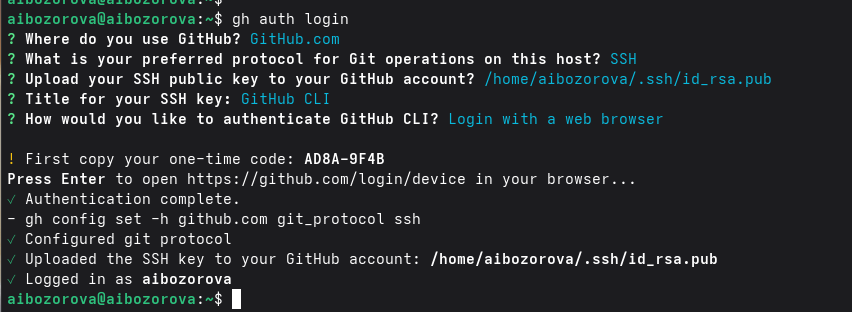 aibozorova@aibozorova:~$ gh auth login
? Where do you use GitHub? GitHub.com
? What is your preferred protocol for Git operations on this host? SSH
? Upload your SSH public key to your GitHub account? /home/aibozorova/.ssh/id_rsa.pub
? Title for your SSH key: GitHub CLI
? How would you like to authenticate GitHub CLI? Login with a web browser
! First copy your one-time code: AD8A-9F4B
Press Enter to open https://github.com/login/device in your browser...
✓ Authentication complete.
- gh config set -h github.com git_protocol ssh
✓ Configured git protocol
✓ Uploaded the SSH key to your GitHub account: /home/aibozorova/.ssh/id_rsa.pub
✓ Logged in as aibozorova
aibozorova@aibozorova:~$